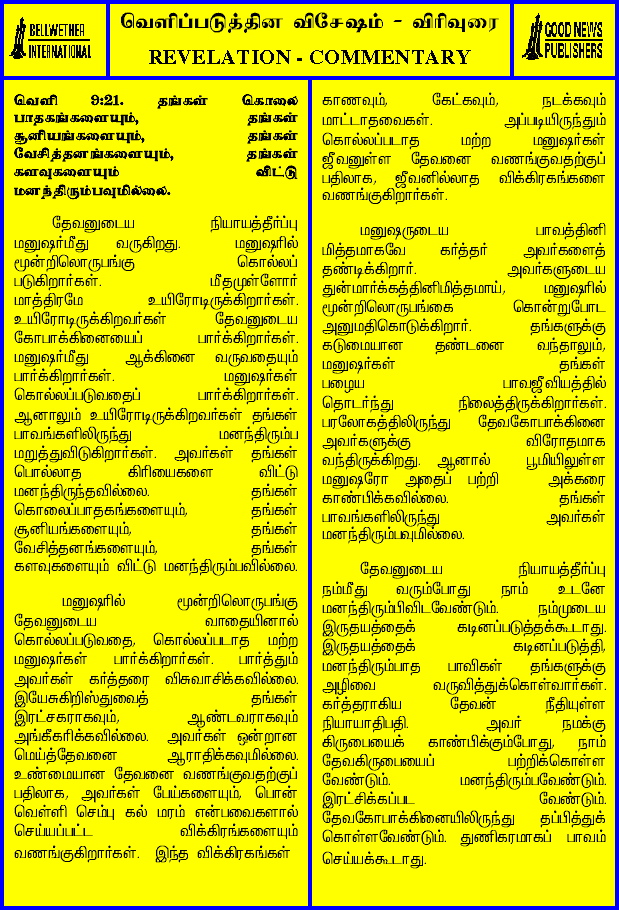 BELLWETHER
INTERNATIONAL
வெளிப்படுத்தின விசேஷம் - விரிவுரை
REVELATION - COMMENTARY
GOOD NEWS
PUBLISHERS
வெளி 9:21. தங்கள் கொலை
பாதகங்களையும், தங்கள்
சூனியங்களையும், தங்கள்
வேசித்தனங்களையும், தங்கள்
களவுகளையும் விட்டு
மனந்திரும்பவுமில்லை.
தேவனுடைய நியாயத்தீர்ப்பு
மனுஷர்மீது வருகிறது. மனுஷரில்
மூன்றிலொருபங்கு கொல்லப்
படுகிறார்கள். மீதமுள்ளோர்
மாத்திரமே உயிரோடிருக்கிறார்கள்.
உயிரோடிருக்கிறவர்கள் தேவனுடைய
கோபாக்கினையைப் பார்க்கிறார்கள்.
மனுஷர்மீது ஆக்கினை வருவதையும்
பார்க்கிறார்கள். மனுஷர்கள்
கொல்லப்படுவதைப் பார்க்கிறார்கள்.
ஆனாலும் உயிரோடிருக்கிறவர்கள் தங்கள்
பாவங்களிலிருந்து மனந்திரும்ப
மறுத்துவிடுகிறார்கள். அவர்கள் தங்கள்
பொல்லாத கிரியைகளை விட்டு
மனந்திருந்தவில்லை. தங்கள்
கொலைப்பாதகங்களையும், தங்கள்
சூனியங்களையும், தங்கள்
வேசித்தனங்களையும், தங்கள்
களவுகளையும் விட்டு மனந்திரும்பவில்லை.
மனுஷரில் மூன்றிலொருபங்கு
தேவனுடைய வாதையினால்
கொல்லப்படுவதை, கொல்லப்படாத மற்ற
மனுஷர்கள் பார்க்கிறார்கள். பார்த்தும்
அவர்கள் கர்த்தரை விசுவாசிக்கவில்லை.
இயேசுகிறிஸ்துவைத் தங்கள்
இரட்சகராகவும், ஆண்டவராகவும்
அங்கீகரிக்கவில்லை. அவர்கள் ஒன்றான
மெய்த்தேவனை ஆராதிக்கவுமில்லை.
உண்மையான தேவனை வணங்குவதற்குப்
பதிலாக, அவர்கள் பேய்களையும், பொன்
வெள்ளி செம்பு கல் மரம் என்பவைகளால்
செய்யப்பட்ட விக்கிரங்களையும்
வணங்குகிறார்கள். இந்த விக்கிரகங்கள்
காணவும், கேட்கவும், நடக்கவும்
மாட்டாதவைகள். அப்படியிருந்தும்
கொல்லப்படாத மற்ற மனுஷர்கள்
ஜீவனுள்ள தேவனை வணங்குவதற்குப்
பதிலாக, ஜீவனில்லாத விக்கிரகங்களை
வணங்குகிறார்கள்.
மனுஷருடைய பாவத்தினி
மித்தமாகவே கர்த்தர் அவர்களைத்
தண்டிக்கிறார். அவர்களுடைய
துன்மார்க்கத்தினிமித்தமாய், மனுஷரில்
மூன்றிலொருபங்கை கொன்றுபோட
அனுமதிகொடுக்கிறார். தங்களுக்கு
கடுமையான தண்டனை வந்தாலும்,
மனுஷர்கள் தங்கள்
பழைய பாவஜீவியத்தில்
தொடர்ந்து நிலைத்திருக்கிறார்கள்.
பரலோகத்திலிருந்து தேவகோபாக்கினை
அவர்களுக்கு விரோதமாக
வந்திருக்கிறது. ஆனால் பூமியிலுள்ள
மனுஷரோ அதைப் பற்றி அக்கரை
காண்பிக்கவில்லை. தங்கள்
பாவங்களிலிருந்து அவர்கள்
மனந்திரும்பவுமில்லை.
தேவனுடைய நியாயத்தீர்ப்பு
நம்மீது வரும்போது நாம் உடனே
மனந்திரும்பிவிடவேண்டும். நம்முடைய
இருதயத்தைக் கடினப்படுத்தக்கூடாது.
இருதயத்தைக் கடினப்படுத்தி,
மனந்திரும்பாத பாவிகள் தங்களுக்கு
அழிவை வருவித்துக்கொள்வார்கள்.
கர்த்தராகிய தேவன் நீதியுள்ள
நியாயாதிபதி. அவர் நமக்கு
கிருபையைக் காண்பிக்கும்போது, நாம்
தேவகிருபையைப் பற்றிக்கொள்ள
வேண்டும். மனந்திரும்பவேண்டும்.
இரட்சிக்கப்பட வேண்டும்.
தேவகோபாக்கினையிலிருந்து தப்பித்துக்
கொள்ளவேண்டும். துணிகரமாகப் பாவம்
செய்யக்கூடாது.